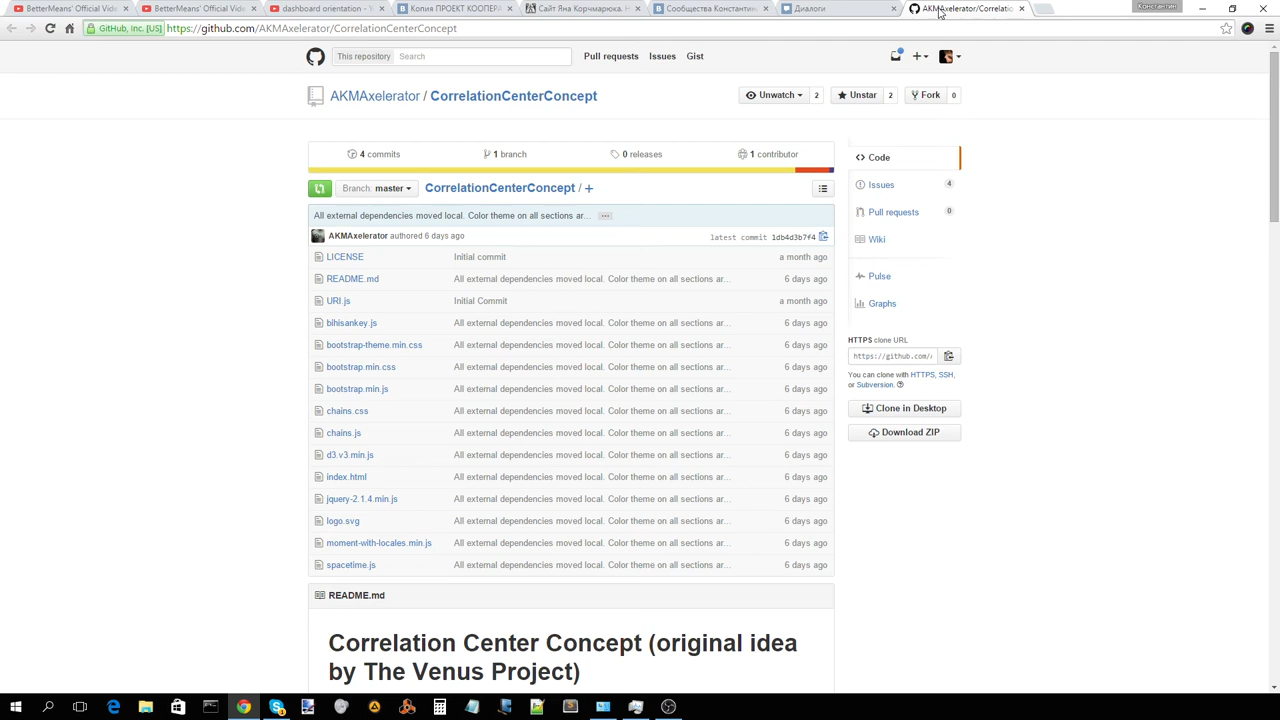 BetterMeans' Official Vide
BetterMeans' Official Vide
dashboard orientation - Y
Копия ПРОЕКТ КООПЕРА
Сайт Яна Корчмарюка. Н
Сообщества Константин
Диалоги
AKMAxelerator/Correlatio
Константин
GitHub, Inc. [US]
https://github.com/AKMAxelerator/CorrelationCenterConcept
This repository
Search
Pull requests
Issues
Gist
AKMAxelerator / CorrelationCenterConcept
Unwatch
2
Unstar
2
Fork
0
4 commits
1 branch
0 releases
1 contributor
Branch: master
CorrelationCenterConcept / +
All external dependencies moved local. Color theme on all sections ar...
AKMAxelerator authored 6 days ago
latest commit 1db4d3b7f4
LICENSE Initial commit a month ago
README.md All external dependencies moved local. Color theme on all sections ar... 6 days ago
URI.js Initial Commit a month ago
bihisankey.js All external dependencies moved local. Color theme on all sections ar... 6 days ago
bootstrap-theme.min.css All external dependencies moved local. Color theme on all sections ar... 6 days ago
bootstrap.min.css All external dependencies moved local. Color theme on all sections ar... 6 days ago
bootstrap.min.js All external dependencies moved local. Color theme on all sections ar... 6 days ago
chains.css All external dependencies moved local. Color theme on all sections ar... 6 days ago
chains.js All external dependencies moved local. Color theme on all sections ar... 6 days ago
d3.v3.min.js All external dependencies moved local. Color theme on all sections ar... 6 days ago
index.html All external dependencies moved local. Color theme on all sections ar... 6 days ago
jquery-2.1.4.min.js All external dependencies moved local. Color theme on all sections ar... 6 days ago
logo.svg All external dependencies moved local. Color theme on all sections ar... 6 days ago
moment-with-locales.min.js All external dependencies moved local. Color theme on all sections ar... 6 days ago
spacetime.js All external dependencies moved local. Color theme on all sections ar... 6 days ago
README.md
Correlation Center Concept (original idea
by The Venus Project)
Code
Issues 4
Pull requests 0
Wiki
Pulse
Graphs
HTTPS clone URL
https://github.com/
You can clone with HTTPS, SSH,
or Subversion.
Clone in Desktop
Download ZIP